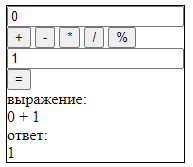 0
+ - * / %
1
=
выражение:
0 + 1
ответ:
1